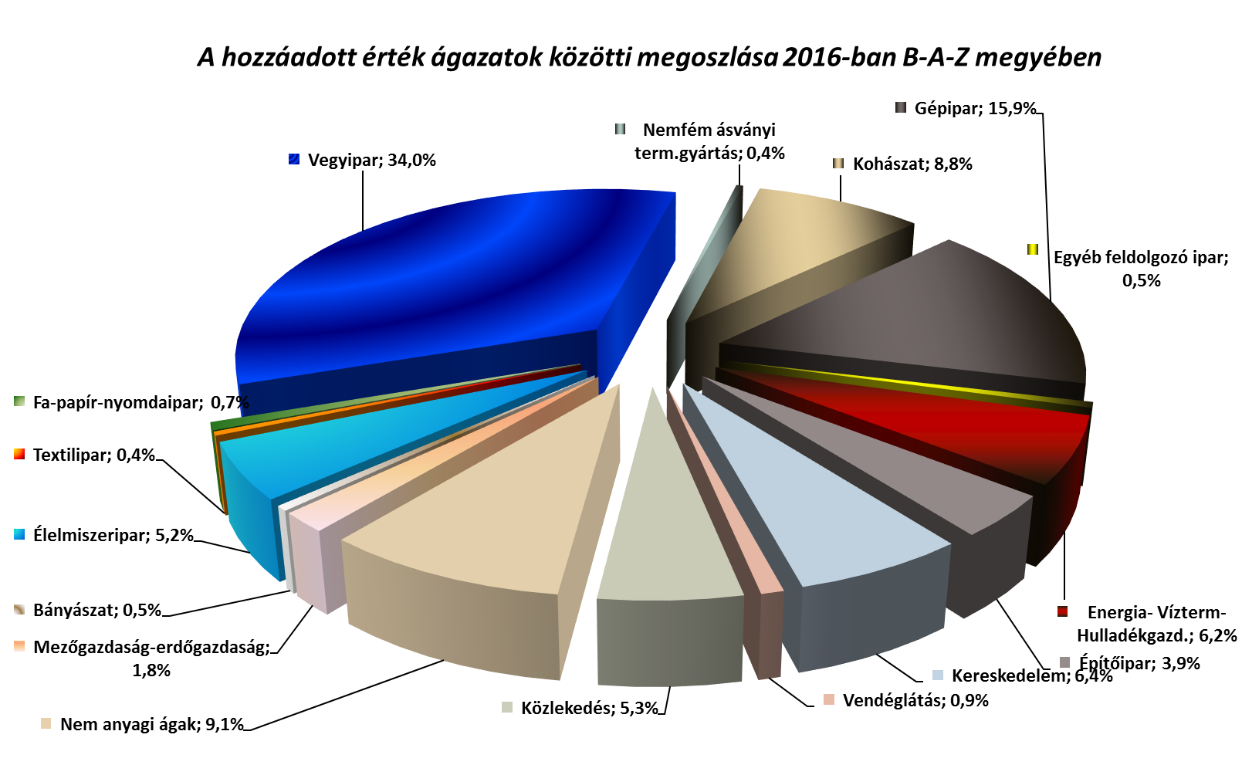 A hozzáadott érték ágazatok közötti megoszlása 2016-ban B-A-Z megyében
Gépipar; 15,9%
Nemfém ásványi
term.gyártás; 0,4%
Vegyipar; 34,0%
Kohászat; 8,8%
Egyéb feldolgozó ipar;
0,5%
Fa-papír-nyomdaipar; 0,7%
Textilipar; 0,4%
Élelmiszeripar; 5,2%
Bányászat; 0,5%
Energia- Vízterm-
Hulladékgazd.; 6,2%
Mezőgazdaság-erdőgazdaság;
1,8%
Építőipar; 3,9%
Kereskedelem; 6,4%
Vendéglátás; 0,9%
Közlekedés; 5,3%
Nem anyagi ágak; 9,1%